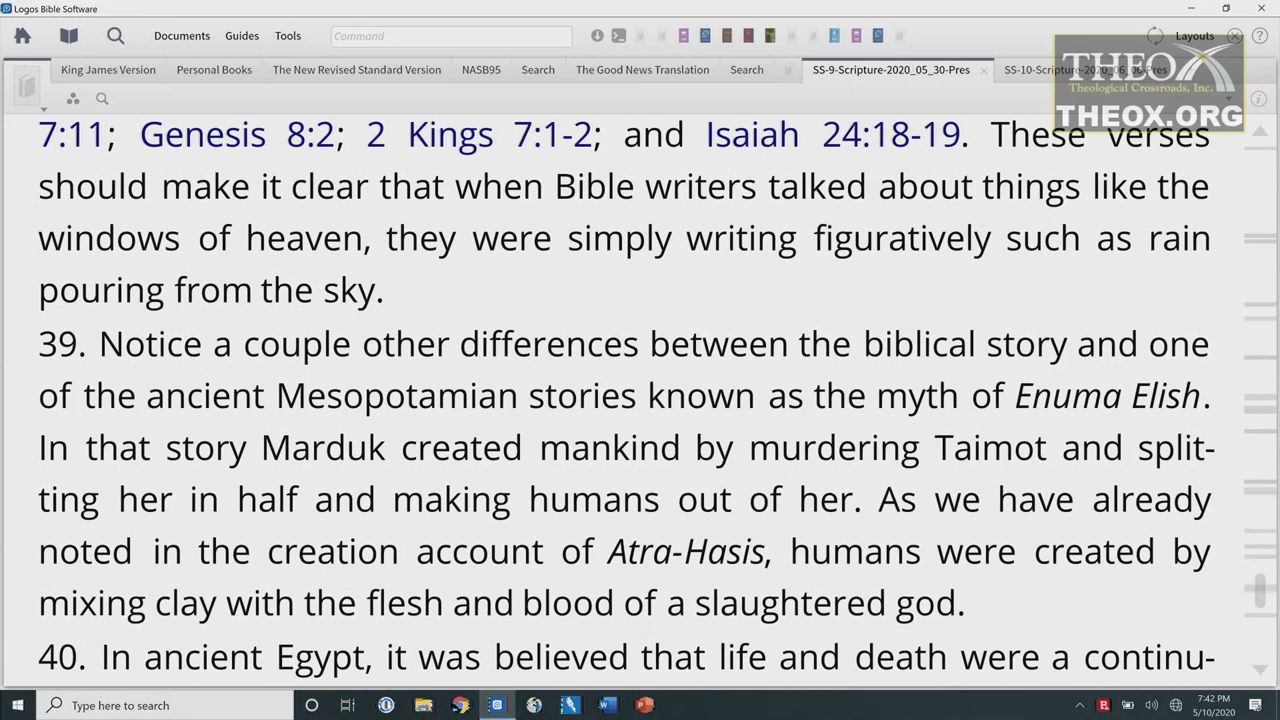 Logos Bible Software
Documents Guides Tools Command Layouts
King James Version Personal Books The New Revised Standard Ve NASB95 Search The Good News Translation Search SS-9-Scripture-2020_05_30-Pres SS-10-Scripture-2020_06_06-Pres
THEOX
Theological Crossroads, Inc.
THEOX.ORG
7:11; Genesis 8:2; 2 Kings 7:1-2; and Isaiah 24:18-19. These verses
should make it clear that when Bible writers talked about things like the
windows of heaven, they were simply writing figuratively such as rain
pouring from the sky.
39. Notice a couple other differences between the biblical story and one
of the ancient Mesopotamian stories known as the myth of Enuma Elish.
In that story Marduk created mankind by murdering Taimot and split-
ting her in half and making humans out of her. As we have already
noted in the creation account of Atra-Hasis, humans were created by
mixing clay with the flesh and blood of a slaughtered god.
40. In ancient Egypt, it was believed that life and death were a continu-
Type here to search
7:42 PM
5/10/2020